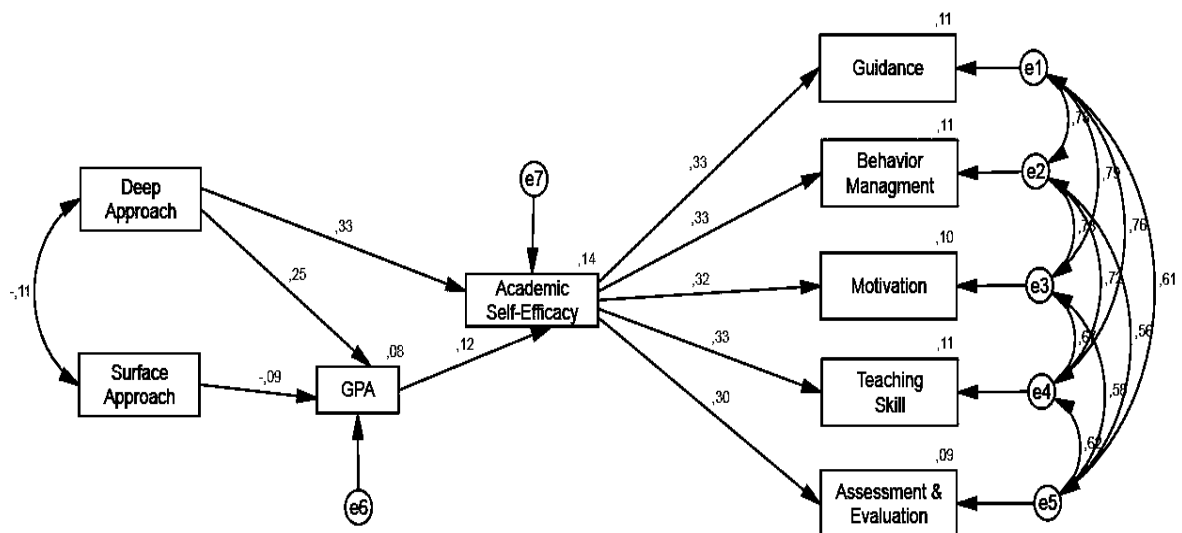 ,11
Guidance
e1
,11
Behavior
Managment
e2
,33
,79
e7
Deep
Approach
,33
,33
,76
,14
,10
Academic
Self-Efficacy
,32
Motivation
e3
,72
,61
-,11
,25
,56
,33
,11
,08
,12
Surface
Approach
-,09
GPA
Teaching
Skill
e4
,58
,30
,62
,09
e6
Assessment &
Evaluation
e5